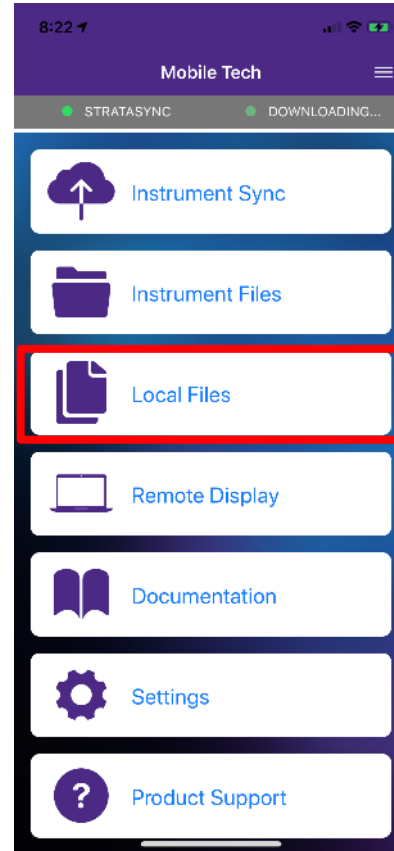 8:22
Mobile Tech
STRATASYNC DOWNLOADING...
Instrument Sync
Instrument Files
Local Files
Remote Display
Documentation
Settings
? Product Support